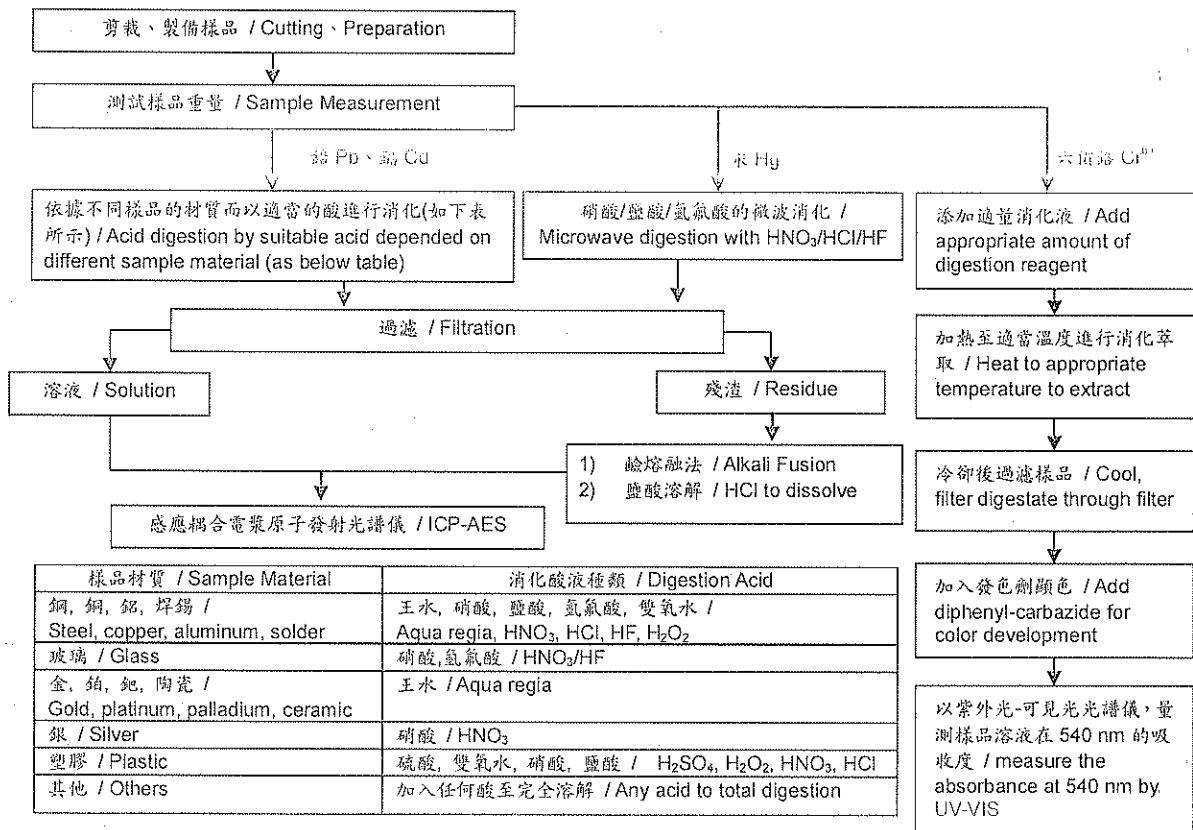 剪裁、製備樣品 / Cutting、Preparation
測試樣品重量 / Sample Measurement
鉛 Pb、鎘 Cd
汞 Hg
六價鉻 Cr⁶⁺
依據不同樣品的材質而以適當的酸進行消化(如下表
所示) / Acid digestion by suitable acid depended on
different sample material (as below table)
硝酸/鹽酸/氫氟酸的微波消化 /
Microwave digestion with HNO₃/HCl/HF
添加適量消化液 / Add
appropriate amount of
digestion reagent
過濾 / Filtration
加熱至適當溫度進行消化萃
取 / Heat to appropriate
temperature to extract
溶液 / Solution
殘渣 / Residue
1) 鹼熔融法 / Alkali Fusion
2) 鹽酸溶解 / HCl to dissolve
冷卻後過濾樣品 / Cool,
filter digestate through filter
感應耦合電漿原子發射光譜儀 / ICP-AES
加入發色劑顯色 / Add
diphenyl-carbazide for
color development
以紫外光-可見光光譜儀，量
測樣品溶液在 540 nm 的吸
收度 / measure the
absorbance at 540 nm by
UV-VIS
樣品材質 / Sample Material 消化酸液種類 / Digestion Acid
鋼, 銅, 鋁, 焊錫 /
Steel, copper, aluminum, solder
王水, 硝酸, 鹽酸, 氫氟酸, 雙氧水 /
Aqua regia, HNO₃, HCl, HF, H₂O₂
玻璃 / Glass 硝酸,氫氟酸 / HNO₃/HF
金, 鉑, 鈀, 陶瓷 /
Gold, platinum, palladium, ceramic
王水 / Aqua regia
銀 / Silver 硝酸 / HNO₃
塑膠 / Plastic 硫酸, 雙氧水, 硝酸, 鹽酸 / H₂SO₄, H₂O₂, HNO₃, HCl
其他 / Others 加入任何酸至完全溶解 / Any acid to total digestion